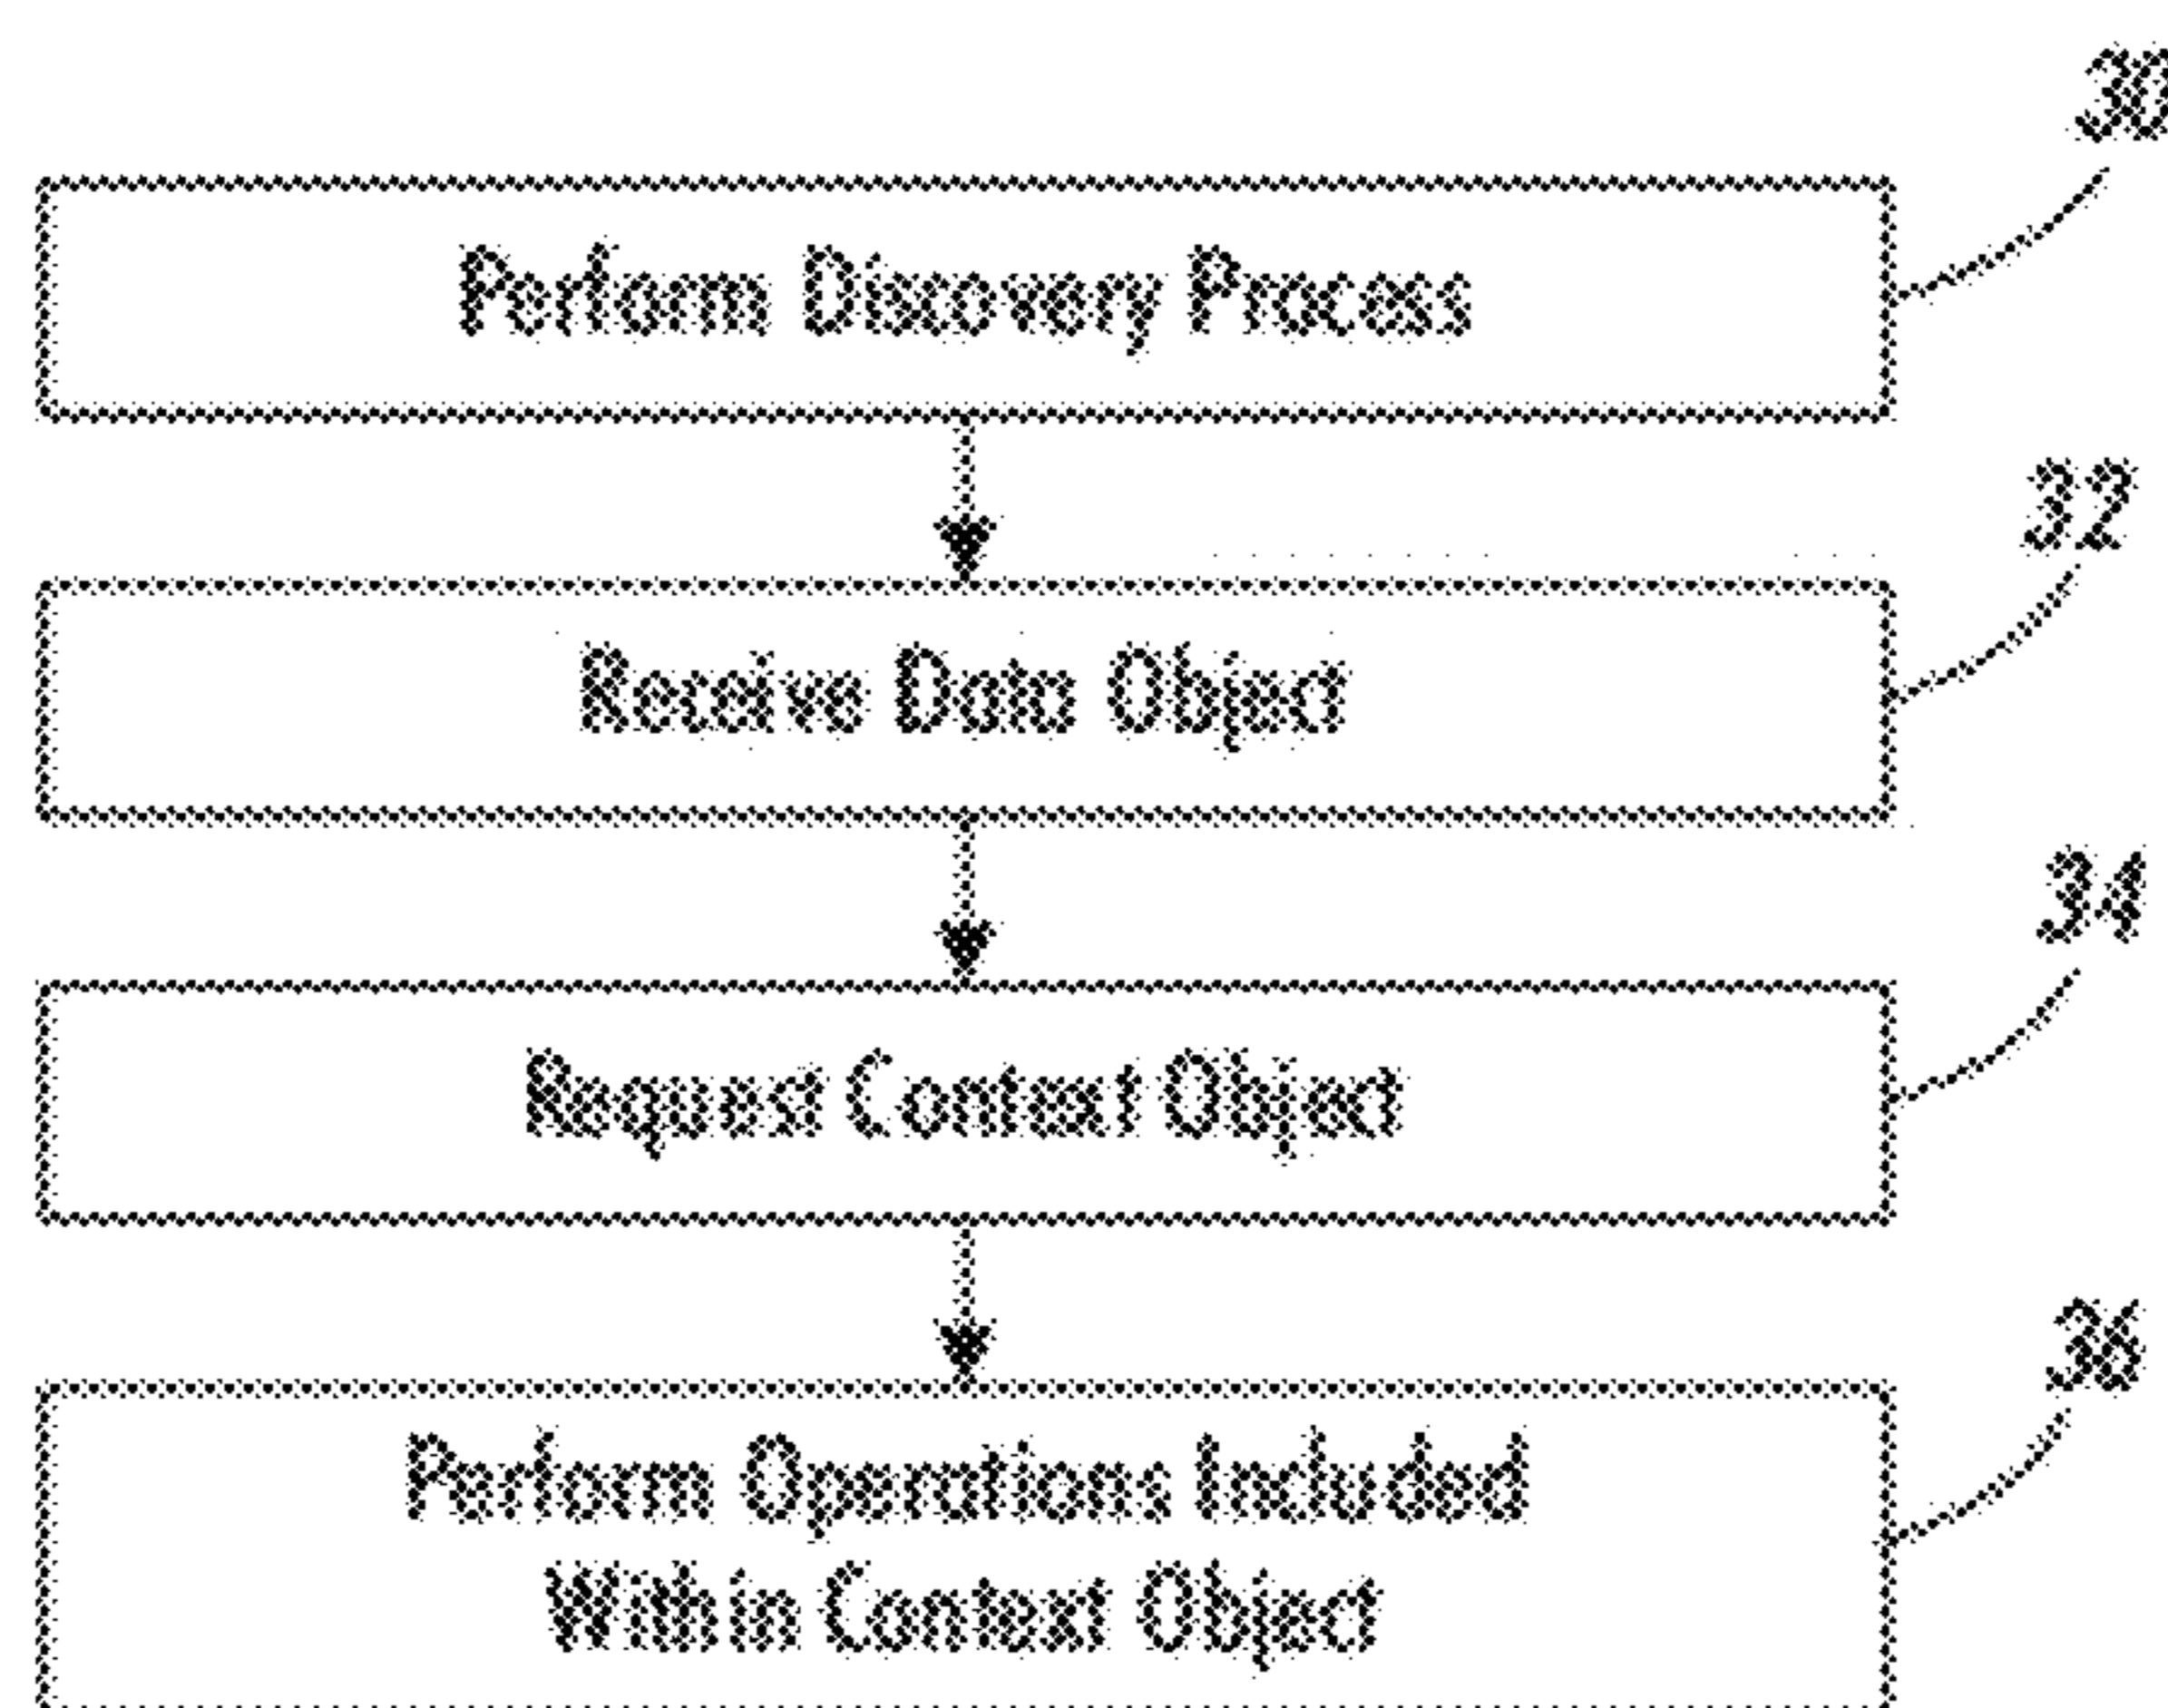 30
Perform Discovery Process
32
Receive Data Object
34
Request Context Object
36
Perform Operations Included
Within Context Object